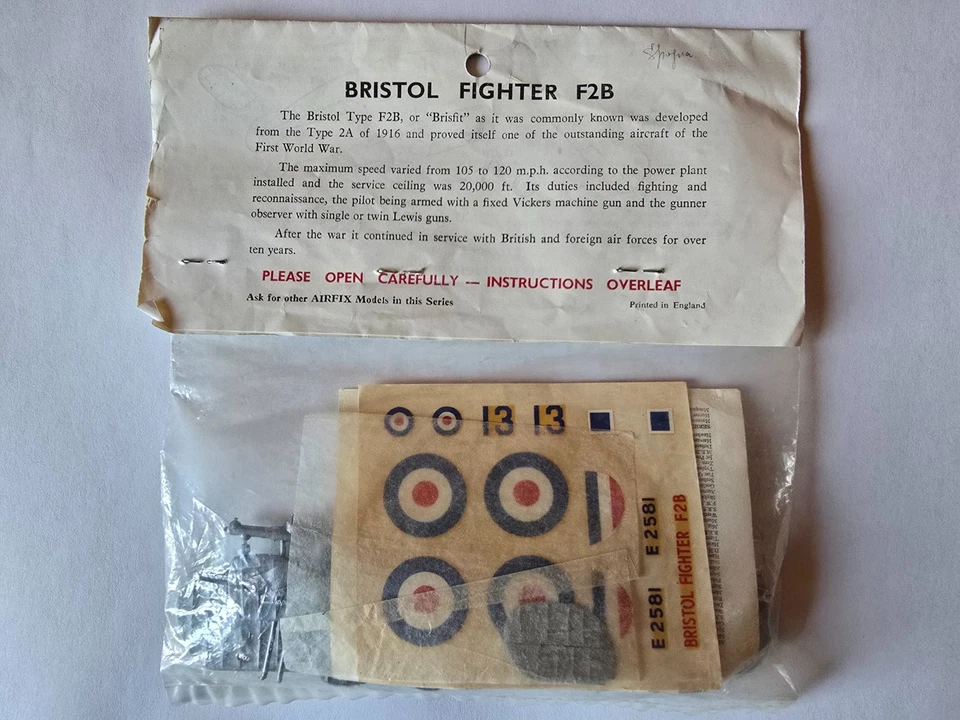 BRISTOL FIGHTER F2B
The Bristol Type F2B, or "Brisfit" as it was commonly known was developed
from the Type 2A of 1916 and proved itself one of the outstanding aircraft of the
First World War.
The maximum speed varied from 105 to 120 m.p.h. according to the power plant
installed and the service ceiling was 20,000 ft. Its duties included fighting and
reconnaissance, the pilot being armed with a fixed Vickers machine gun and the gunner
observer with single or twin Lewis guns.
After the war it continued in service with British and foreign air forces for over
ten years.
PLEASE OPEN CAREFULLY — INSTRUCTIONS OVERLEAF
Ask for other AIRFIX Models in this Series
Printed in England
13 13
E 2581
E 2581
BRISTOL FIGHTER F2B